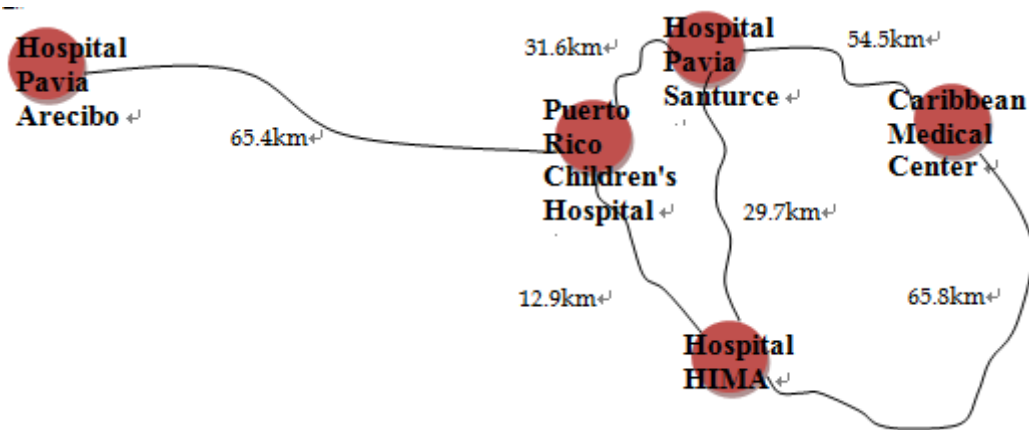 Hospital
Pavia
Arecibo ↵
65.4km↵
31.6km↵
Hospital
Pavia
Santurce ↵
54.5km↵
Puerto
Rico
Children's
Hospital ↵
Caribbean
Medical
Center ↵
29.7km↵
12.9km↵
65.8km↵
Hospital
HIMA ↵